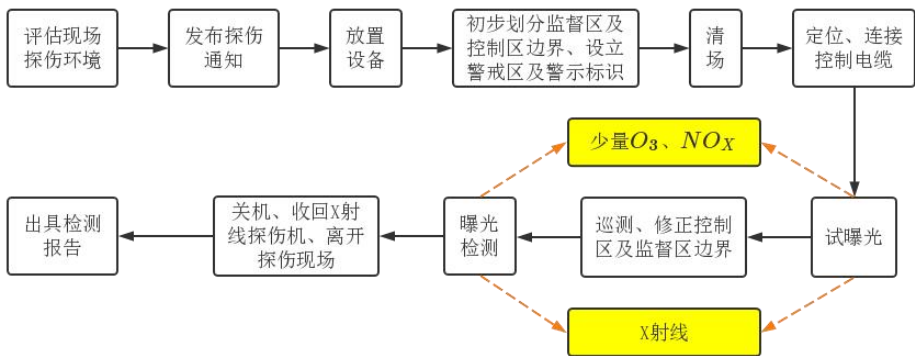 评估现场
探伤环境
发布探伤
通知
放置
设备
初步划分监督区及
控制区边界、设立
警戒区及警示标识
清
场
定位、连接
控制电缆
少量O₃、NOₓ
出具检测
报告
关机、收回X射
线探伤机、离开
探伤现场
曝光
检测
巡测、修正控制
区及监督区边界
试曝光
X射线